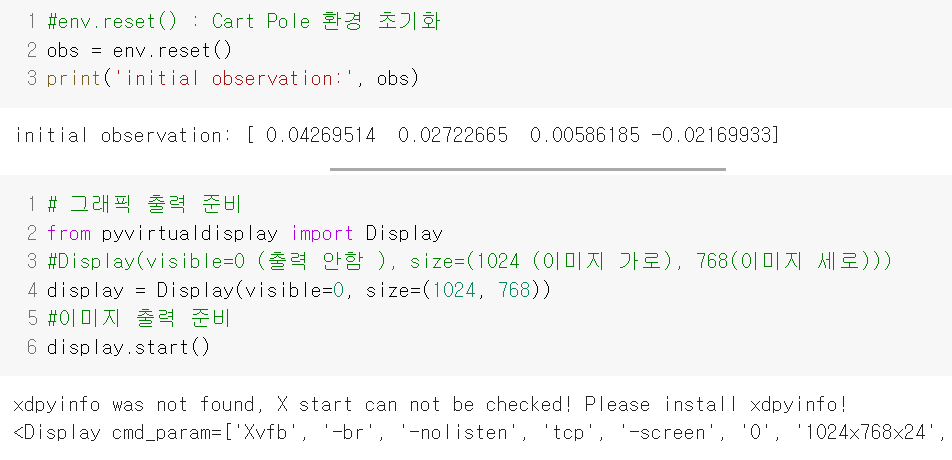 1 #env.reset() : Cart Pole 환경 초기화
2 obs = env.reset()
3 print('initial observation:', obs)
initial observation: [ 0.04269514  0.02722665  0.00586185 -0.02169933]
1 # 그래픽 출력 준비
2 from pyvirtualdisplay import Display
3 #Display(visible=0 (출력 안함 ), size=(1024 (이미지 가로), 768(이미지 세로)))
4 display = Display(visible=0, size=(1024, 768))
5 #이미지 출력 준비
6 display.start()
xdpyinfo was not found, X start can not be checked! Please install xdpyinfo!
<Display cmd_param=['Xvfb', '-br', '-nolisten', 'tcp', '-screen', '0', '1024x768x24',